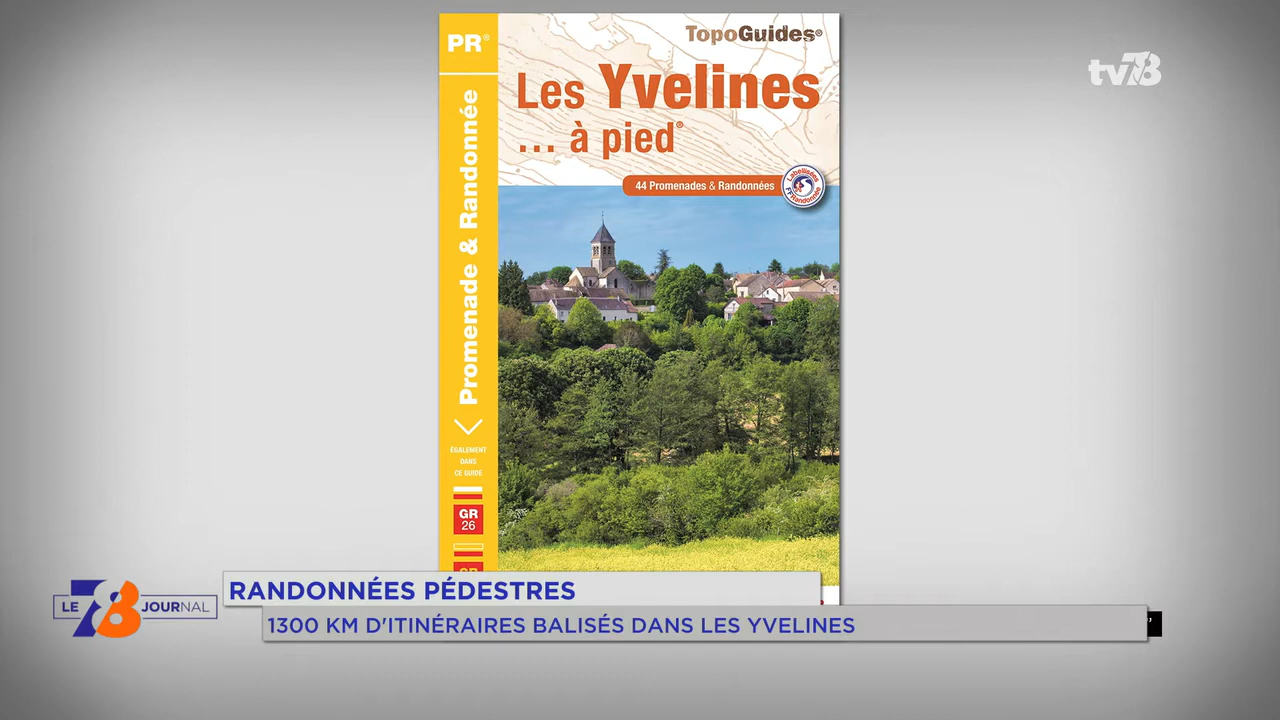 PR®
TopoGuides®
Les Yvelines
... à pied®
44 Promenades & Randonnées
Labellisées
FFRandonnée
Promenade & Randonnée
ÉGALEMENT
DANS
CE GUIDE
GR
26
tv78
LE 78 JOURNAL
RANDONNÉES PÉDESTRES
1300 KM D'ITINÉRAIRES BALISÉS DANS LES YVELINES